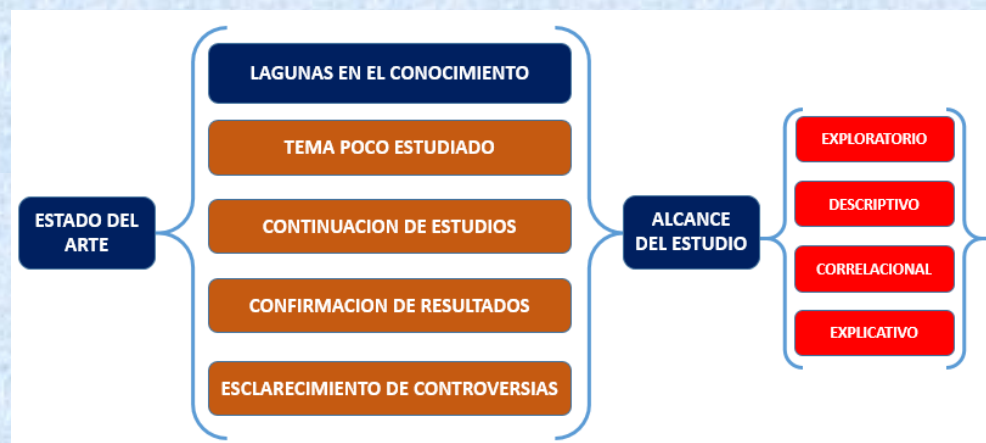 ESTADO DEL
ARTE
LAGUNAS EN EL CONOCIMIENTO
TEMA POCO ESTUDIADO
CONTINUACION DE ESTUDIOS
CONFIRMACION DE RESULTADOS
ESCLARECIMIENTO DE CONTROVERSIAS
ALCANCE
DEL ESTUDIO
EXPLORATORIO
DESCRIPTIVO
CORRELACIONAL
EXPLICATIVO